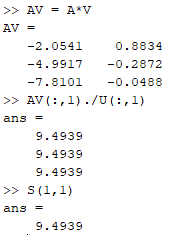 >> AV = A*V
AV =
-2.0541 0.8834
-4.9917 -0.2872
-7.8101 -0.0488
>> AV(:,1)./U(:,1)
ans =
9.4939
9.4939
9.4939
>> S(1,1)
ans =
9.4939